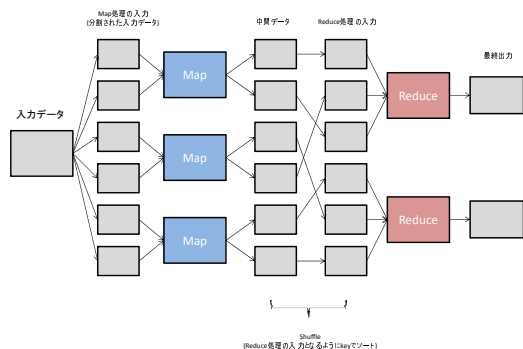 Map処理の入力
(分割された入力データ)
中間データ
Reduce処理の入力
最終出力
入力データ
Map
Map
Map
Reduce
Reduce
Shuffle
(Reduce処理の入力となるようにkeyでソート)